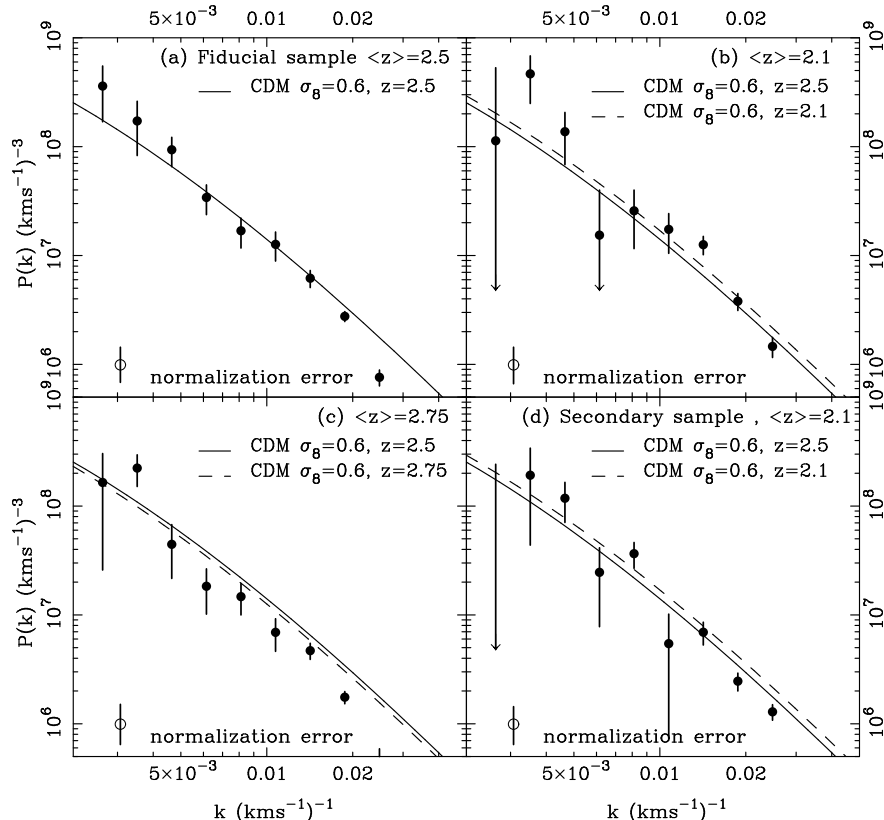 5×10⁻³ 0.01 0.02 5×10⁻³ 0.01 0.02
(a) Fiducial sample <z>=2.5
CDM σ₈=0.6, z=2.5
(b) <z>=2.1
CDM σ₈=0.6, z=2.5
CDM σ₈=0.6, z=2.1
P(k) (kms⁻¹)⁻³
10⁹
10⁸
10⁷
10⁶
10⁹
10⁸
10⁷
10⁶
normalization error
normalization error
(c) <z>=2.75
CDM σ₈=0.6, z=2.5
CDM σ₈=0.6, z=2.75
(d) Secondary sample , <z>=2.1
CDM σ₈=0.6, z=2.5
CDM σ₈=0.6, z=2.1
P(k) (kms⁻¹)⁻³
10⁹
10⁸
10⁷
10⁶
10⁹
10⁸
10⁷
10⁶
normalization error
normalization error
5×10⁻³ 0.01 0.02 5×10⁻³ 0.01 0.02
k (kms⁻¹)⁻¹ k (kms⁻¹)⁻¹